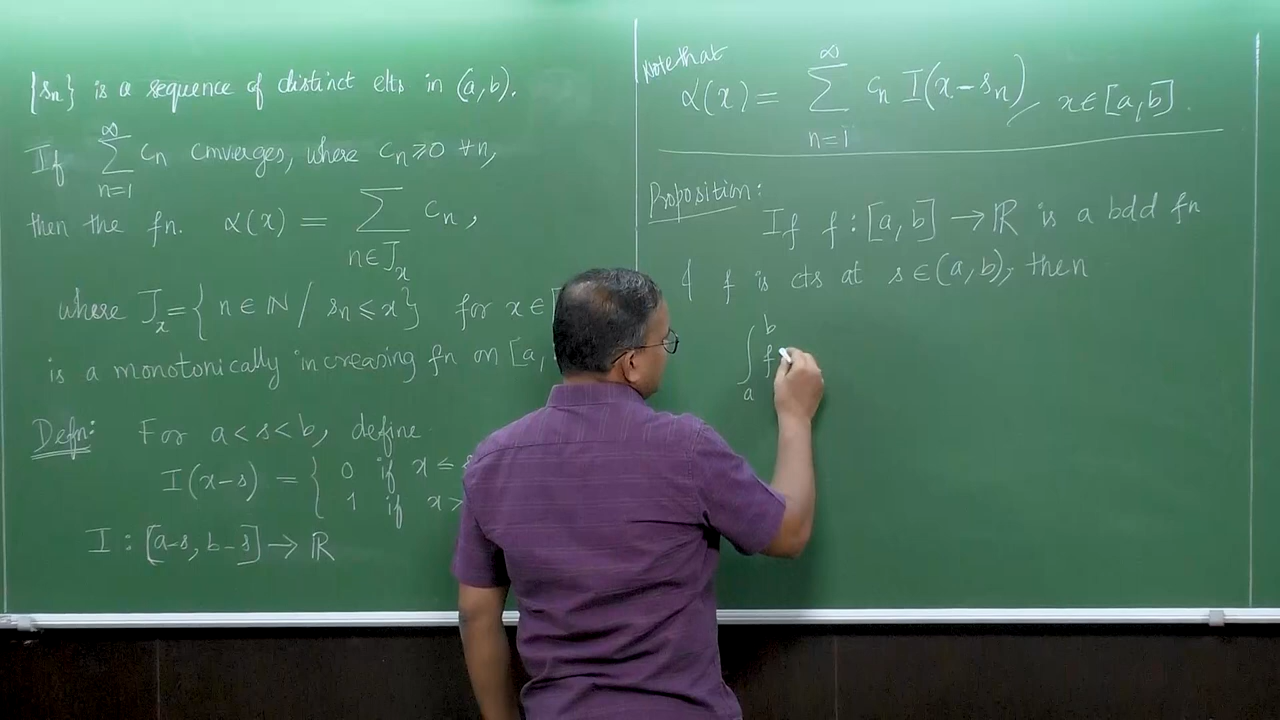 {sₙ} is a sequence of distinct elts in (a, b).
If ∞ ∑ n=1 cₙ cmverges, where cₙ ≥ 0 ∀n,
then the fn. α(x) = ∑ n∈Jₓ cₙ,
where Jₓ = { n ∈ ℕ / sₙ ≤ x } for x ∈ [
is a monotonically increasing fn on [a,
Defn: For a < s < b, define
I(x-s) = { 0 if x ≤ s
1 if x >
I : [a-s, b-s] → ℝ
Note that
α(x) = ∞ ∑ n=1 cₙ I(x-sₙ), x ∈ [a, b].
Proposition:
If f : [a, b] → ℝ is a bdd fn
& f is cts at s ∈ (a, b), then
∫ₐᵇ f